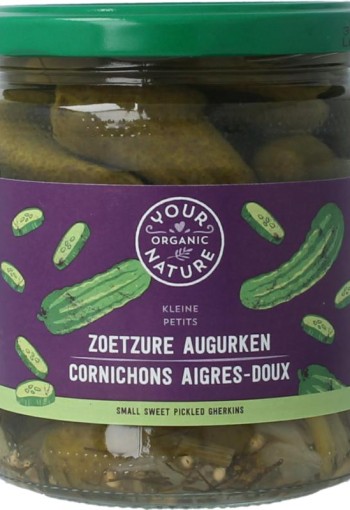 YOUR
ORGANIC
NATURE
KLEINE
PETITS
ZOETZURE AUGURKEN
CORNICHONS AIGRES-DOUX
SMALL SWEET PICKLED GHERKINS